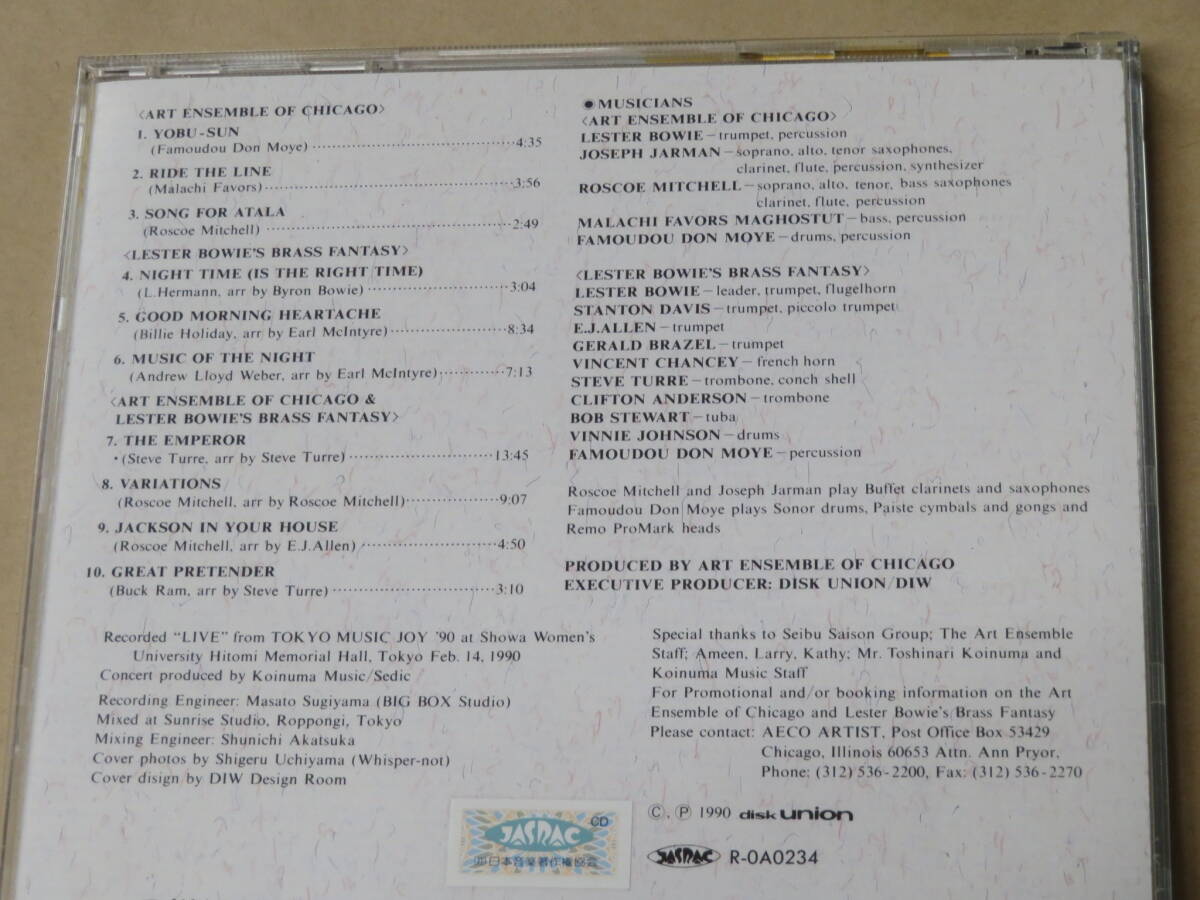 〈ART ENSEMBLE OF CHICAGO〉
1. YOBU-SUN
(Famoudou Don Moye) 4:35
2. RIDE THE LINE
(Malachi Favors) 3:56
3. SONG FOR ATALA
(Roscoe Mitchell) 2:49
〈LESTER BOWIE'S BRASS FANTASY〉
4. NIGHT TIME (IS THE RIGHT TIME)
(L.Hermann, arr by Byron Bowie) 3:04
5. GOOD MORNING HEARTACHE
(Billie Holiday, arr by Earl McIntyre) 8:34
6. MUSIC OF THE NIGHT
(Andrew Lloyd Weber, arr by Earl McIntyre) 7:13
〈ART ENSEMBLE OF CHICAGO &
LESTER BOWIE'S BRASS FANTASY〉
7. THE EMPEROR
・(Steve Turre, arr by Steve Turre) 13:45
8. VARIATIONS
(Roscoe Mitchell, arr by Roscoe Mitchell) 9:07
9. JACKSON IN YOUR HOUSE
(Roscoe Mitchell, arr by E.J.Allen) 4:50
10. GREAT PRETENDER
(Buck Ram, arr by Steve Turre) 3:10
Recorded “LIVE” from TOKYO MUSIC JOY '90 at Showa Women's
University Hitomi Memorial Hall, Tokyo Feb. 14, 1990
Concert produced by Koinuma Music/Sedic
Recording Engineer: Masato Sugiyama (BIG BOX Studio)
Mixed at Sunrise Studio, Roppongi, Tokyo
Mixing Engineer: Shunichi Akatsuka
Cover photos by Shigeru Uchiyama (Whisper-not)
Cover disign by DIW Design Room
●MUSICIANS
〈ART ENSEMBLE OF CHICAGO〉
LESTER BOWIE–trumpet, percussion
JOSEPH JARMAN–soprano, alto, tenor saxophones,
clarinet, flute, percussion, synthesizer
ROSCOE MITCHELL–soprano, alto, tenor, bass saxophones
clarinet, flute, percussion
MALACHI FAVORS MAGHOSTUT–bass, percussion
FAMOUDOU DON MOYE–drums, percussion
〈LESTER BOWIE'S BRASS FANTASY〉
LESTER BOWIE–leader, trumpet, flugelhorn
STANTON DAVIS–trumpet, piccolo trumpet
E.J.ALLEN–trumpet
GERALD BRAZEL–trumpet
VINCENT CHANCEY–french horn
STEVE TURRE–trombone, conch shell
CLIFTON ANDERSON–trombone
BOB STEWART–tuba
VINNIE JOHNSON–drums
FAMOUDOU DON MOYE–percussion
Roscoe Mitchell and Joseph Jarman play Buffet clarinets and saxophones
Famoudou Don Moye plays Sonor drums, Paiste cymbals and gongs and
Remo ProMark heads
PRODUCED BY ART ENSEMBLE OF CHICAGO
EXECUTIVE PRODUCER: DISK UNION/DIW
Special thanks to Seibu Saison Group; The Art Ensemble
Staff; Ameen, Larry, Kathy; Mr. Toshinari Koinuma and
Koinuma Music Staff
For Promotional and/or booking information on the Art
Ensemble of Chicago and Lester Bowie's Brass Fantasy
Please contact: AECO ARTIST, Post Office Box 53429
Chicago, Illinois 60653 Attn. Ann Pryor,
Phone: (312) 536-2200, Fax: (312) 536-2270
CD
JASRAC
㈳日本音楽著作権協会
Ⓒ, Ⓟ 1990 disk union
JASRAC R-0A0234